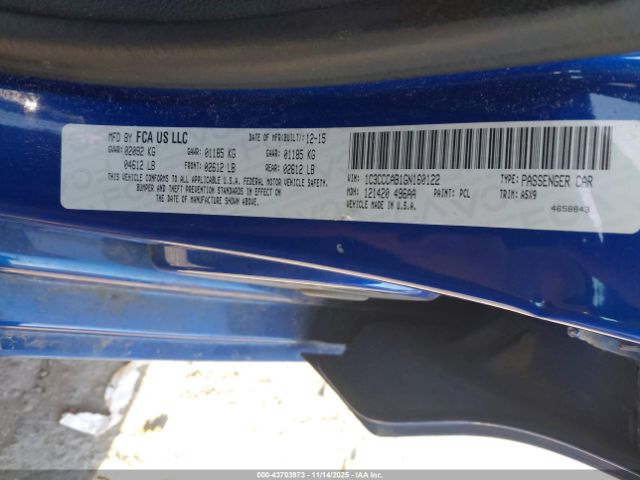 MFD BY FCA US LLC DATE OF MFR(BUILT): 12-15
GVWR: 02092 KG GAWR: 01185 KG GAWR: 01185 KG
04612 LB FRONT: 02612 LB REAR: 02612 LB
THIS VEHICLE CONFORMS TO ALL APPLICABLE U.S.A. FEDERAL MOTOR VEHICLE SAFETY,
BUMPER AND THEFT PREVENTION STANDARDS IN EFFECT ON
THE DATE OF MANUFACTURE SHOWN ABOVE.
VIN: 1C3CCCAB1GN160122 TYPE: PASSENGER CAR
MDH: 121420 496AA PAINT: PCL TRIM: A5X9
VEHICLE MADE IN U.S.A. 4658843
000-43703973 | 11/14/2025 - IAAI.COM